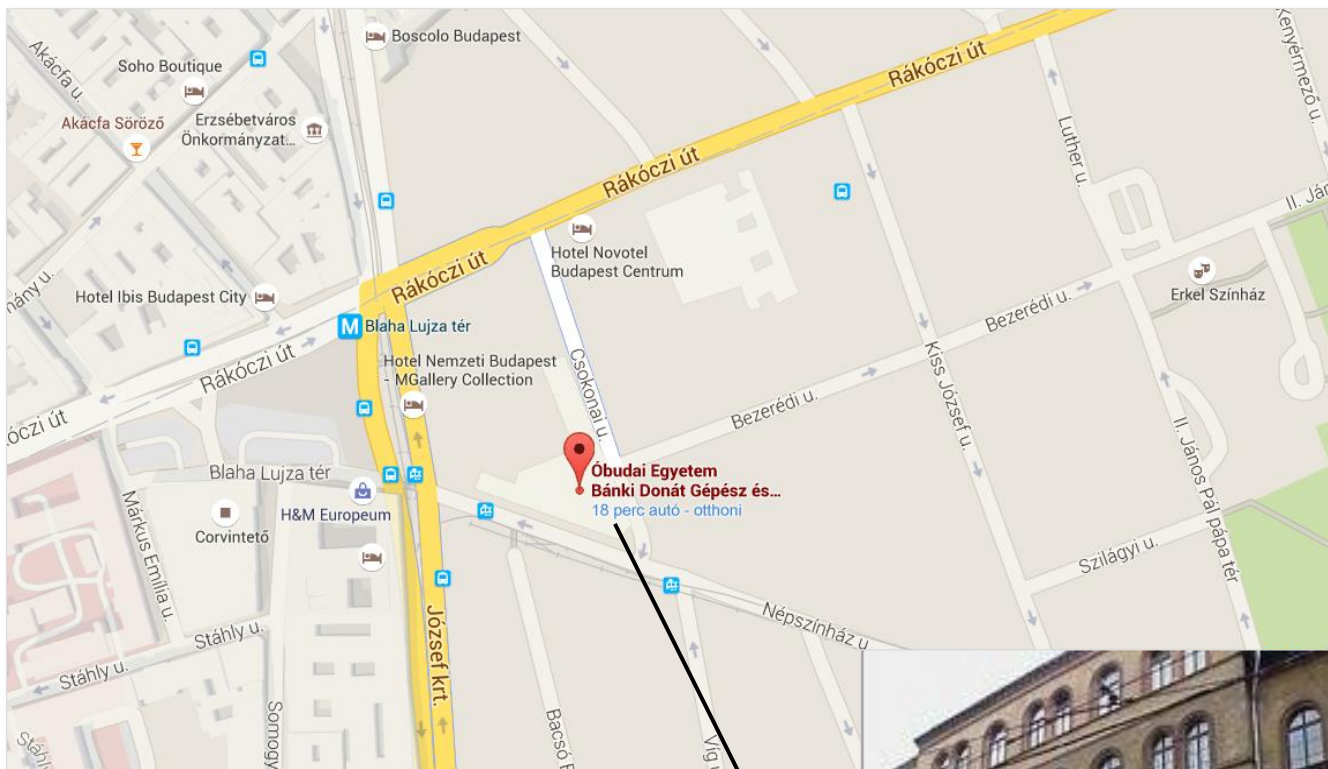 Boscolo Budapest
Akácfa u.
Soho Boutique
Akácfa Söröző
Erzsébetváros
Önkormányzat...
Rákóczi út
Kenyérmező u.
Luther u.
Rákóczi út
II. Ján
Hotel Novotel
Budapest Centrum
Rákóczi út
Hotel Ibis Budapest City
Erkel Színház
Bezerédi u.
M Blaha Lujza tér
Rákóczi út
Hotel Nemzeti Budapest
- MGallery Collection
Csokonai u.
Kiss József u.
Bezerédi u.
óczi út
Blaha Lujza tér
Óbudai Egyetem
Bánki Donát Gépész és...
18 perc autó - otthoni
II. János Pál pápa tér
H&M Europeum
Corvintető
Márkus Emília u.
Szilágyi u.
Népszínház u
Stáhly u.
József krt.
Stáhly u.
Somogy
Bacsó
Víg
Stáhly